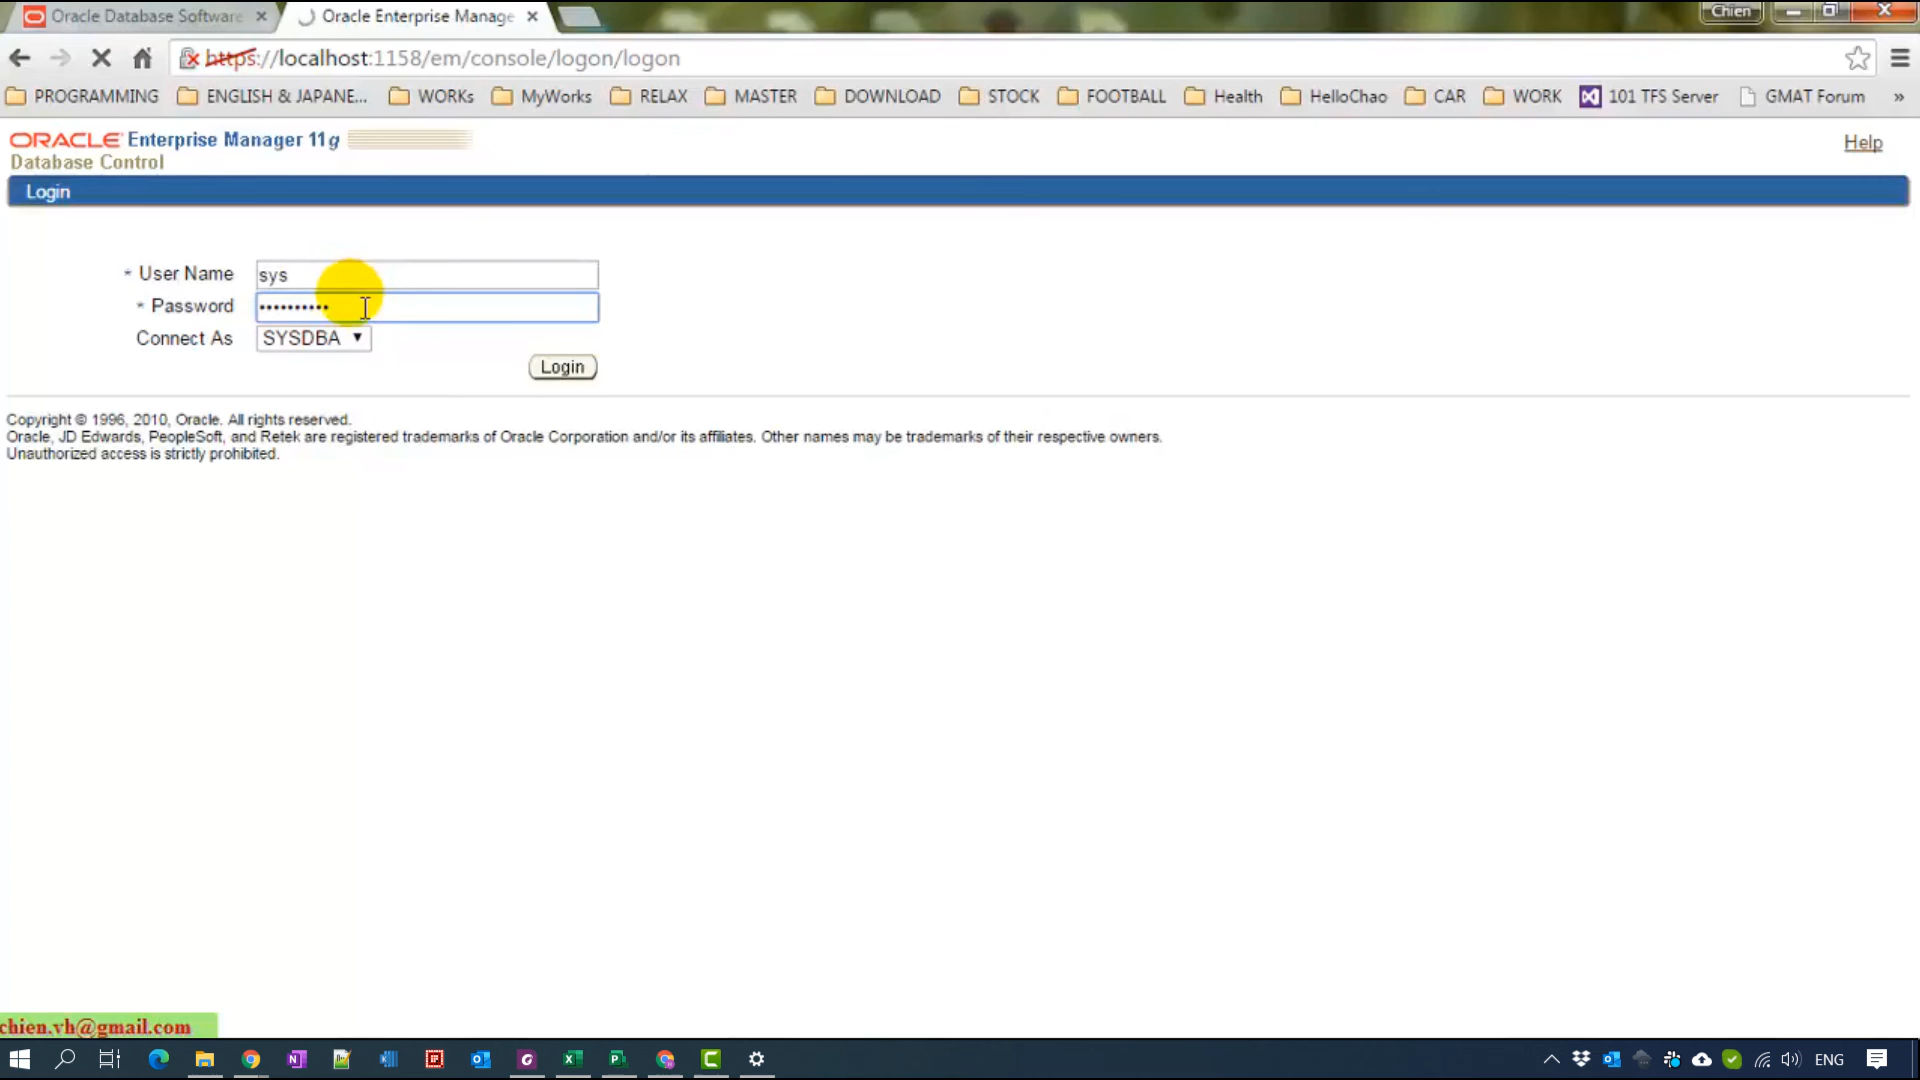 Oracle Database Software
Oracle Enterprise Manage
Chien
https://localhost:1158/em/console/logon/logon
PROGRAMMING
ENGLISH & JAPANE...
WORKs
MyWorks
RELAX
MASTER
DOWNLOAD
STOCK
FOOTBALL
Health
HelloChao
CAR
WORK
101 TFS Server
GMAT Forum
»
ORACLE Enterprise Manager 11g
Database Control
Help
Login
* User Name sys
* Password ••••••••••
Connect As SYSDBA
Login
Copyright © 1996, 2010, Oracle. All rights reserved.
Oracle, JD Edwards, PeopleSoft, and Retek are registered trademarks of Oracle Corporation and/or its affiliates. Other names may be trademarks of their respective owners.
Unauthorized access is strictly prohibited.
chien.vh@gmail.com
ENG